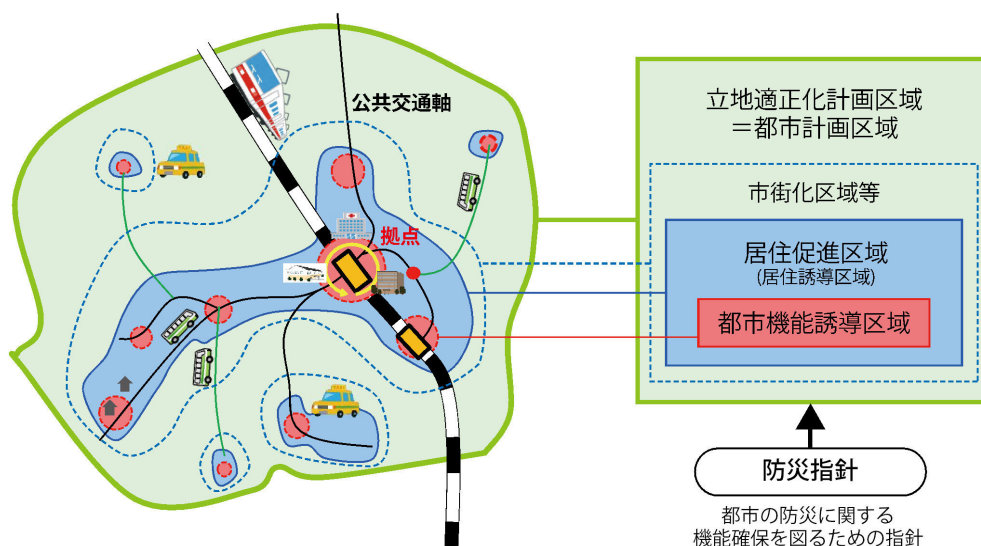 公共交通軸
拠点
立地適正化計画区域
＝都市計画区域
市街化区域等
居住促進区域
(居住誘導区域)
都市機能誘導区域
防災指針
都市の防災に関する
機能確保を図るための指針